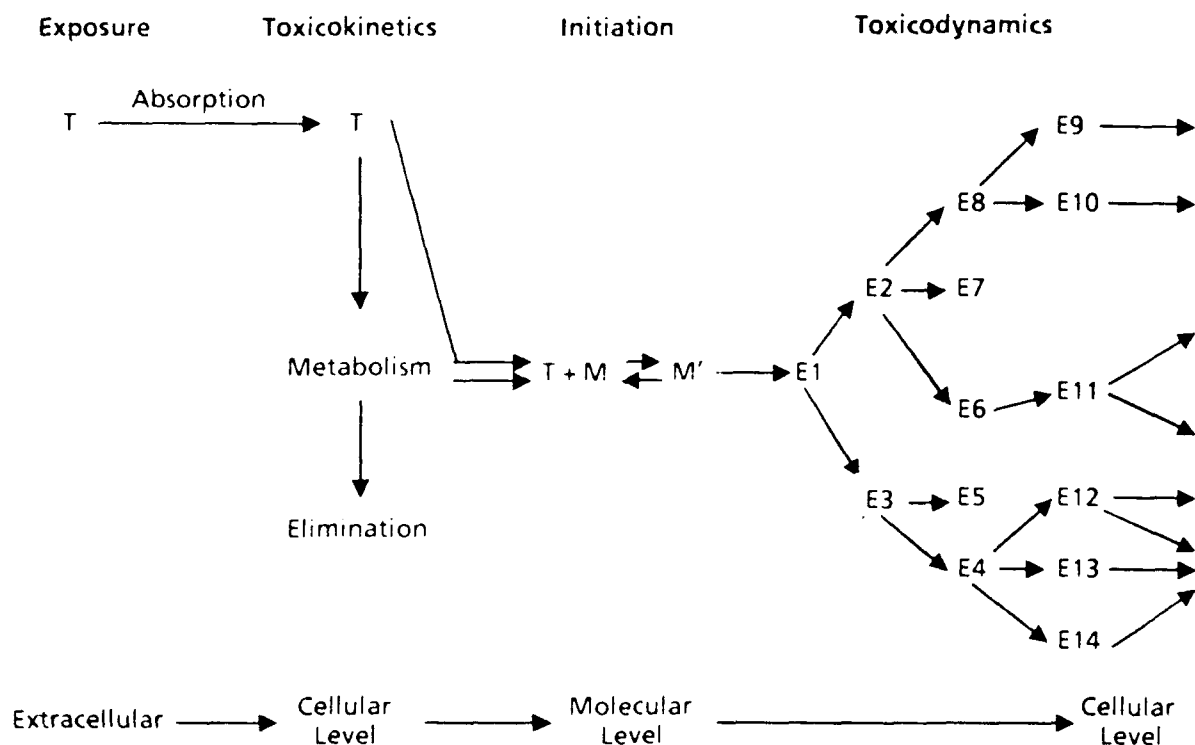 Exposure Toxicokinetics Initiation Toxicodynamics
Absorption
T T E9
E8 E10
E2 E7
Metabolism T + M M′ E1
E6 E11
E3 E5 E12
Elimination
E4 E13
E14
Extracellular Cellular Level Molecular Level Cellular Level